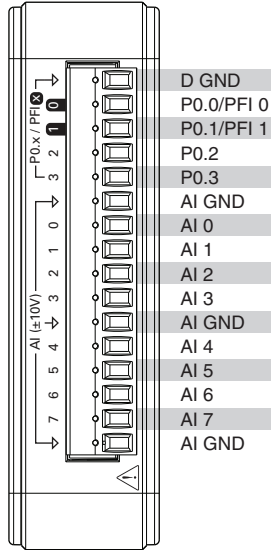 P0.x / PFI X
0
1
2
3
AI (±10V)
0
1
2
3
4
5
6
7
D GND
P0.0/PFI 0
P0.1/PFI 1
P0.2
P0.3
AI GND
AI 0
AI 1
AI 2
AI 3
AI GND
AI 4
AI 5
AI 6
AI 7
AI GND